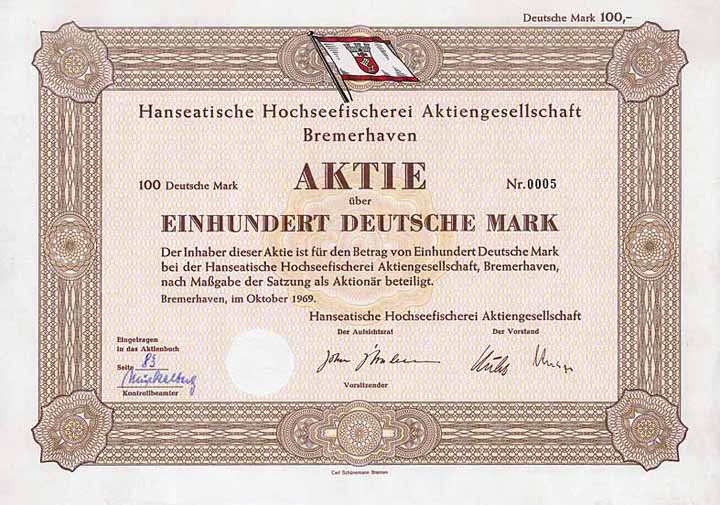 Deutsche Mark 100,-
Hanseatische Hochseefischerei Aktiengesellschaft
Bremerhaven
100 Deutsche Mark AKTIE Nr. 0005
über
EINHUNDERT DEUTSCHE MARK
Der Inhaber dieser Aktie ist für den Betrag von Einhundert Deutsche Mark
bei der Hanseatische Hochseefischerei Aktiengesellschaft, Bremerhaven,
nach Maßgabe der Satzung als Aktionär beteiligt.
Bremerhaven, im Oktober 1969.
Hanseatische Hochseefischerei Aktiengesellschaft
Der Aufsichtsrat Der Vorstand
Eingetragen
in das Aktienbuch
Seite 83
Kontrollbeamter
Vorsitzender
Carl Schünemann Bremen